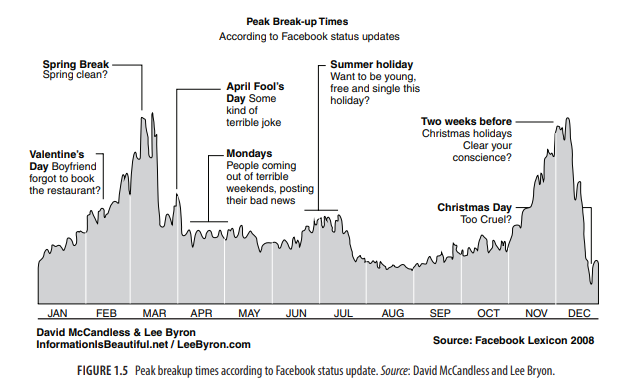 Peak Break-up Times
According to Facebook status updates
Spring Break
Spring clean?
Summer holiday
Want to be young,
free and single this
holiday?
April Fool's
Day Some
kind of
terrible joke
Two weeks before
Christmas holidays
Clear your
conscience?
Valentine's
Day Boyfriend
forgot to book
the restaurant?
Mondays
People coming
out of terrible
weekends, posting
their bad news
Christmas Day
Too Cruel?
JAN FEB MAR APR MAY JUN JUL AUG SEP OCT NOV DEC
David McCandless & Lee Byron
InformationIsBeautiful.net / LeeByron.com
Source: Facebook Lexicon 2008
FIGURE 1.5 Peak breakup times according to Facebook status update. Source: David McCandless and Lee Bryon.